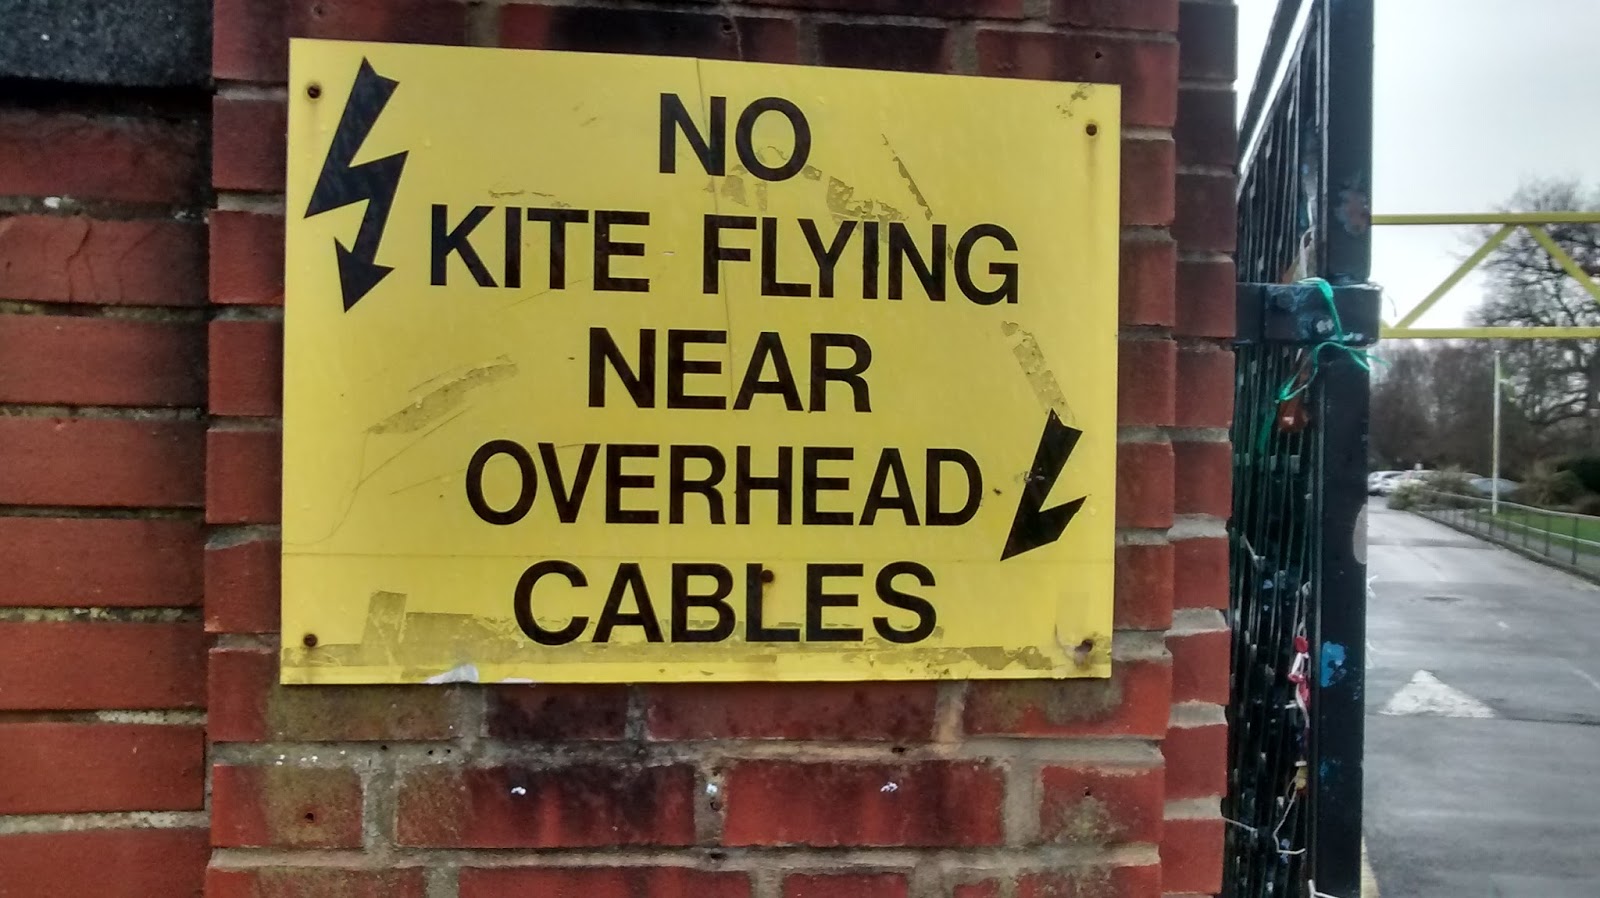 NO
KITE FLYING
NEAR
OVERHEAD
CABLES